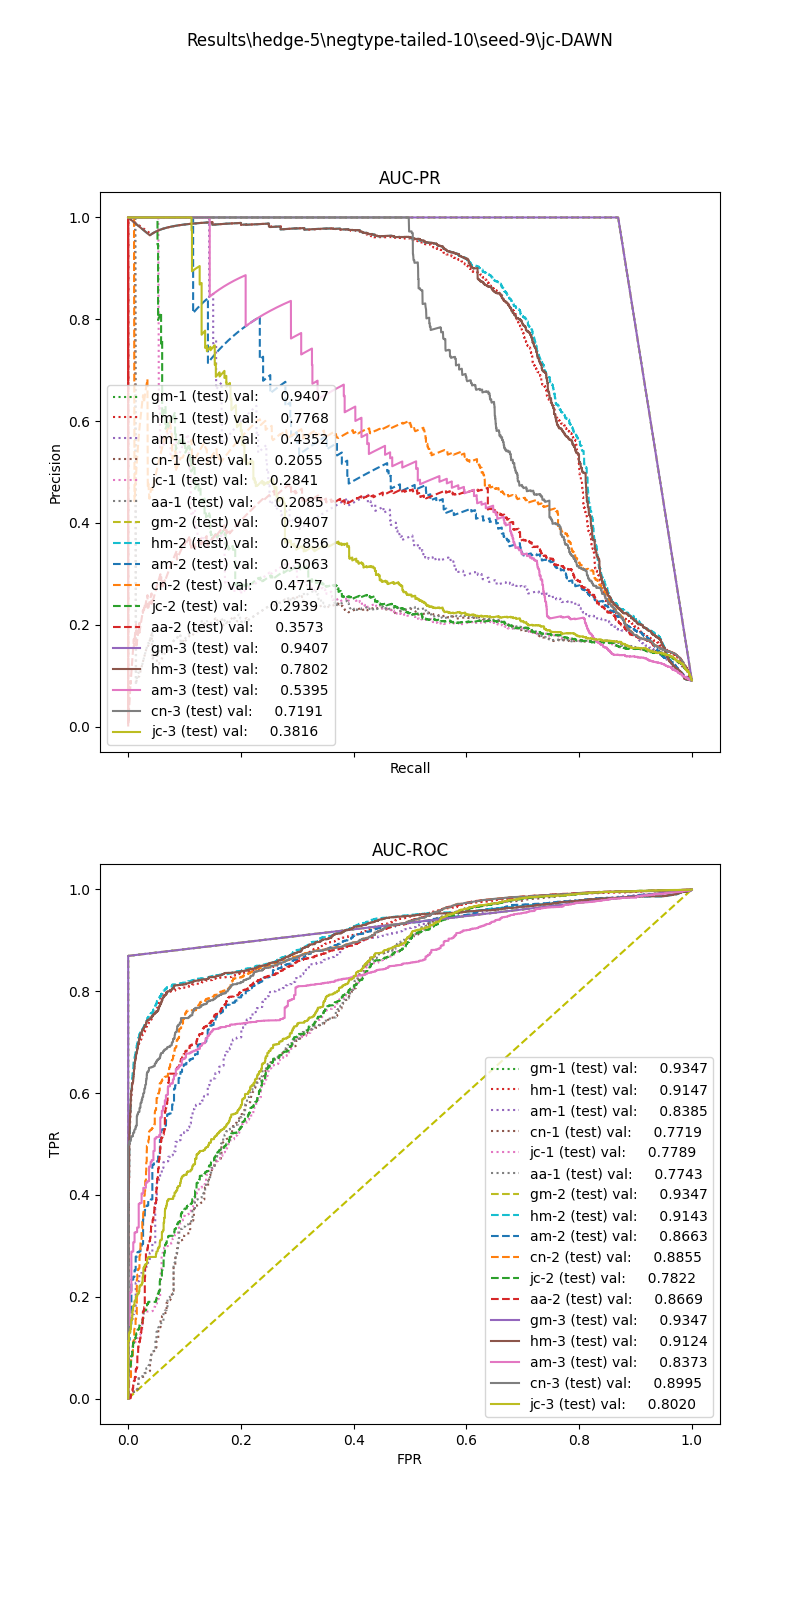 Results\hedge-5\negtype-tailed-10\seed-9\jc-DAWN
AUC-PR
1.0
0.8
0.6
0.4
0.2
0.0
Precision
gm-1 (test) val: 0.9407
hm-1 (test) val: 0.7768
am-1 (test) val: 0.4352
cn-1 (test) val: 0.2055
jc-1 (test) val: 0.2841
aa-1 (test) val: 0.2085
gm-2 (test) val: 0.9407
hm-2 (test) val: 0.7856
am-2 (test) val: 0.5063
cn-2 (test) val: 0.4717
jc-2 (test) val: 0.2939
aa-2 (test) val: 0.3573
gm-3 (test) val: 0.9407
hm-3 (test) val: 0.7802
am-3 (test) val: 0.5395
cn-3 (test) val: 0.7191
jc-3 (test) val: 0.3816
Recall
AUC-ROC
1.0
0.8
0.6
0.4
0.2
0.0
TPR
gm-1 (test) val: 0.9347
hm-1 (test) val: 0.9147
am-1 (test) val: 0.8385
cn-1 (test) val: 0.7719
jc-1 (test) val: 0.7789
aa-1 (test) val: 0.7743
gm-2 (test) val: 0.9347
hm-2 (test) val: 0.9143
am-2 (test) val: 0.8663
cn-2 (test) val: 0.8855
jc-2 (test) val: 0.7822
aa-2 (test) val: 0.8669
gm-3 (test) val: 0.9347
hm-3 (test) val: 0.9124
am-3 (test) val: 0.8373
cn-3 (test) val: 0.8995
jc-3 (test) val: 0.8020
0.0 0.2 0.4 0.6 0.8 1.0
FPR